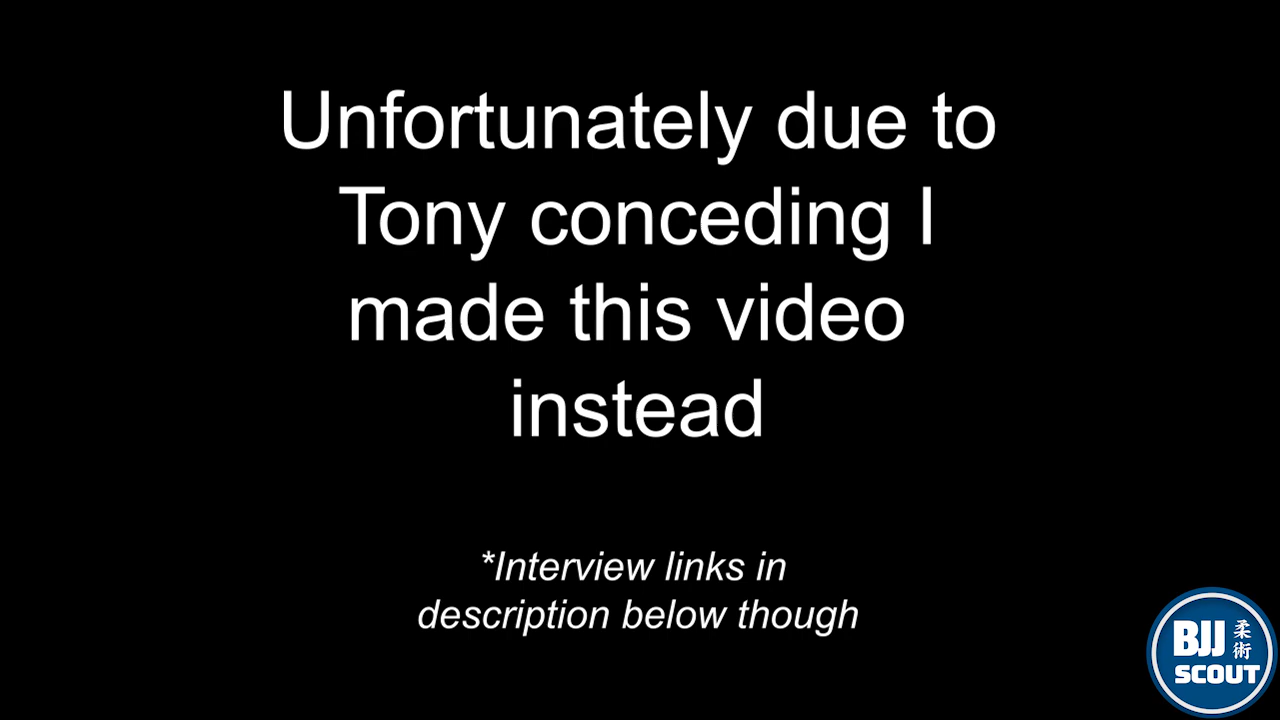 Unfortunately due to
Tony conceding I
made this video
instead
*Interview links in
description below though
BJJ 柔術
SCOUT